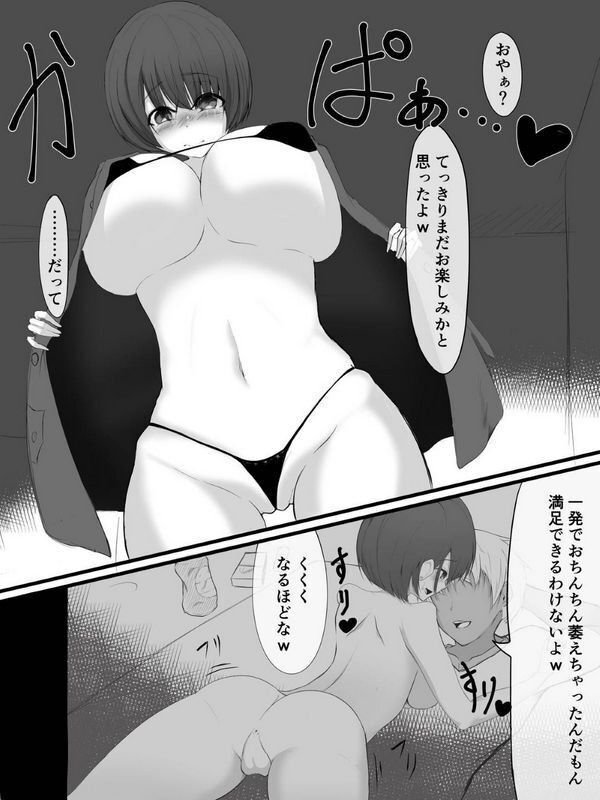 おやぁ?
てっきりまだお楽しみかと
思ったよw
かぱぁ…♥
………だって
一発でおちんちん萎えちゃったんだもん
満足できるわけないよw
くくく
なるほどなw
すり♥
すり♥